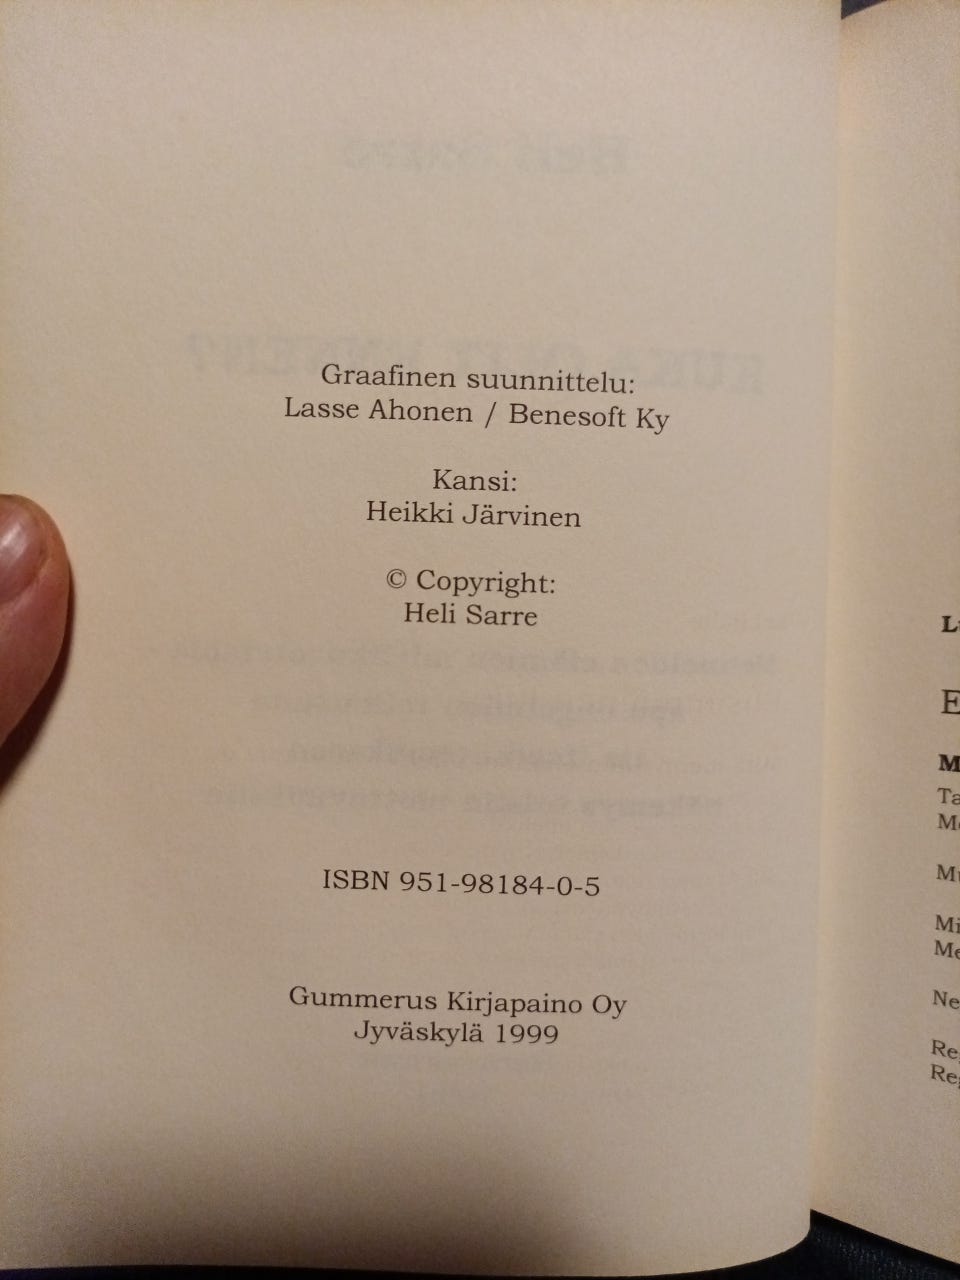 Graafinen suunnittelu:
Lasse Ahonen / Benesoft Ky
Kansi:
Heikki Järvinen
© Copyright:
Heli Sarre
ISBN 951-98184-0-5
Gummerus Kirjapaino Oy
Jyväskylä 1999